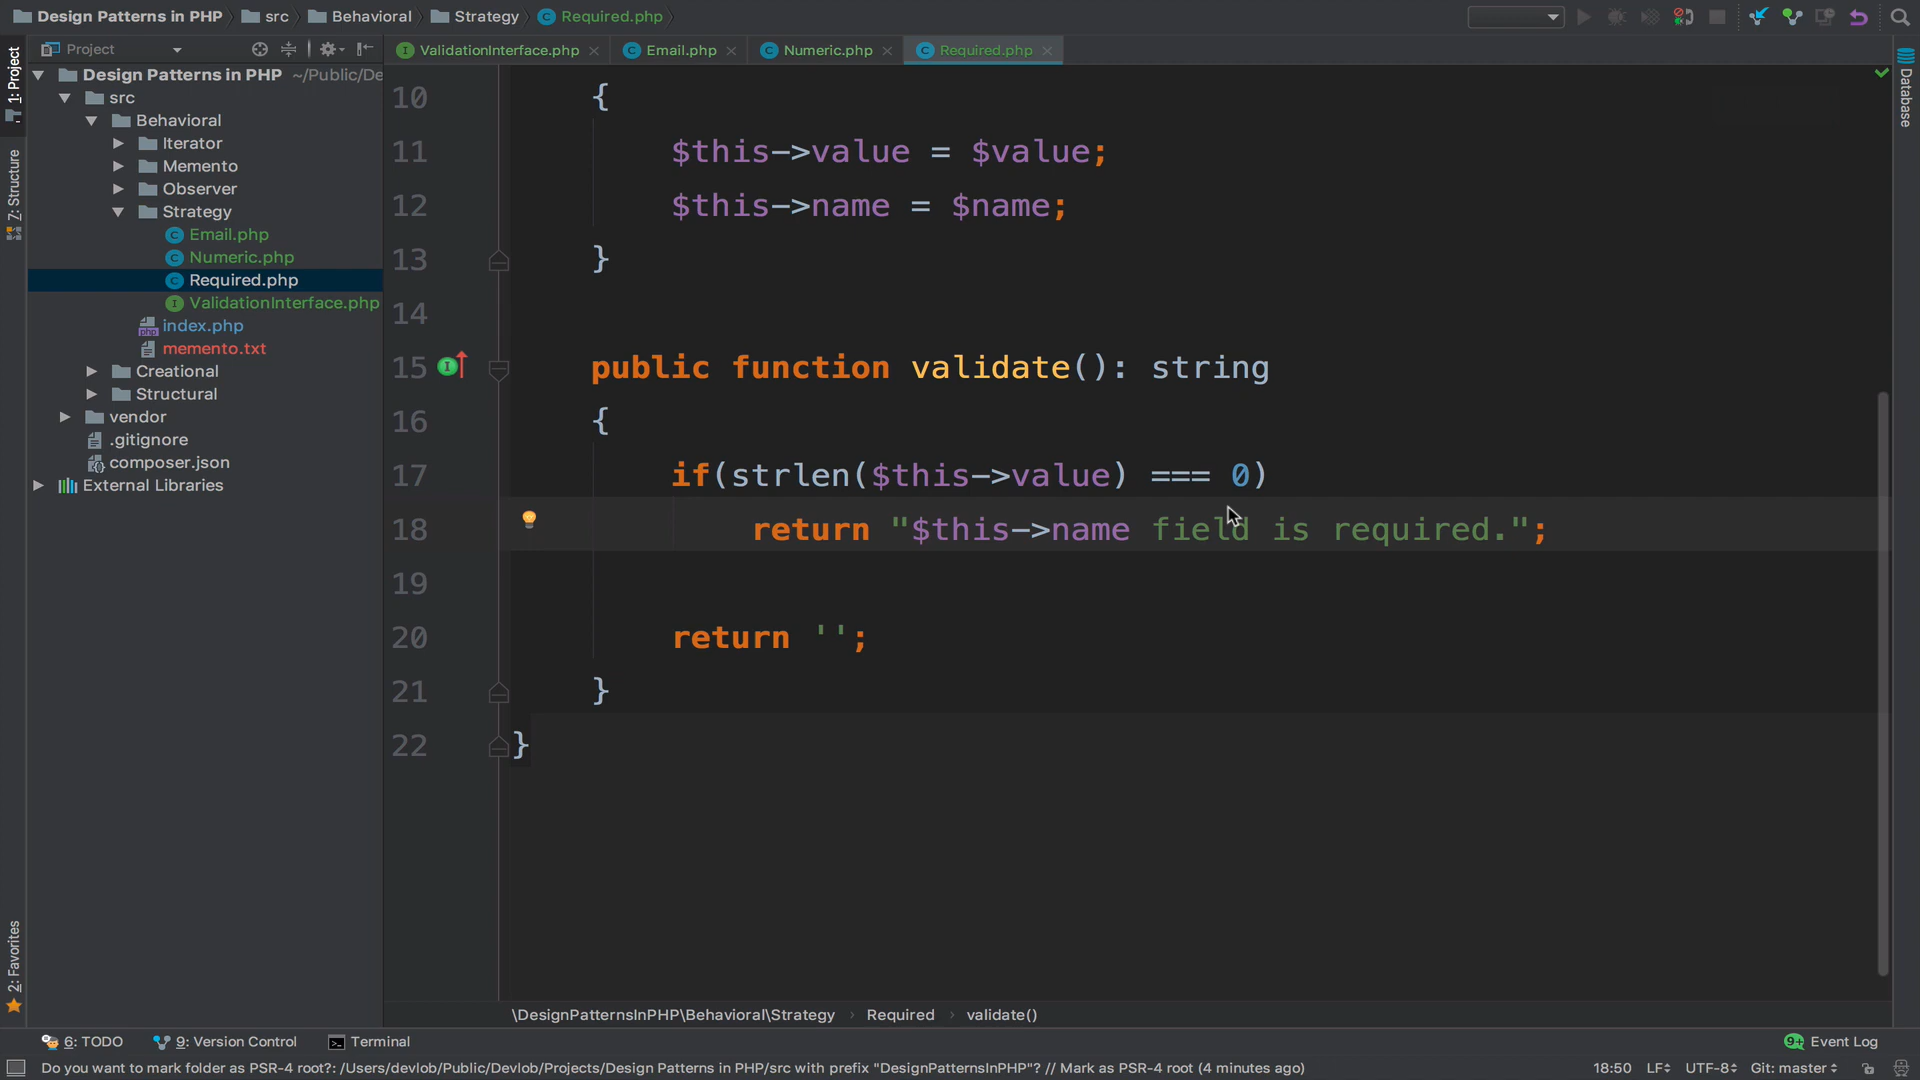 Design Patterns in PHP src Behavioral Strategy Required.php
Project
ValidationInterface.php Email.php Numeric.php Required.php
1: Project
7: Structure
2: Favorites
Database
Design Patterns in PHP ~/Public/De
src
Behavioral
Iterator
Memento
Observer
Strategy
Email.php
Numeric.php
Required.php
ValidationInterface.php
index.php
memento.txt
Creational
Structural
vendor
.gitignore
composer.json
External Libraries
10 {
11 $this->value = $value;
12 $this->name = $name;
13 }
14
15 public function validate(): string
16 {
17 if(strlen($this->value) === 0)
18 return "$this->name field is required.";
19
20 return '';
21 }
22 }
\DesignPatternsInPHP\Behavioral\Strategy › Required › validate()
6: TODO 9: Version Control Terminal 9+ Event Log
Do you want to mark folder as PSR-4 root?: /Users/devlob/Public/Devlob/Projects/Design Patterns in PHP/src with prefix "DesignPatternsInPHP"? // Mark as PSR-4 root (4 minutes ago) 18:50 LF UTF-8 Git: master